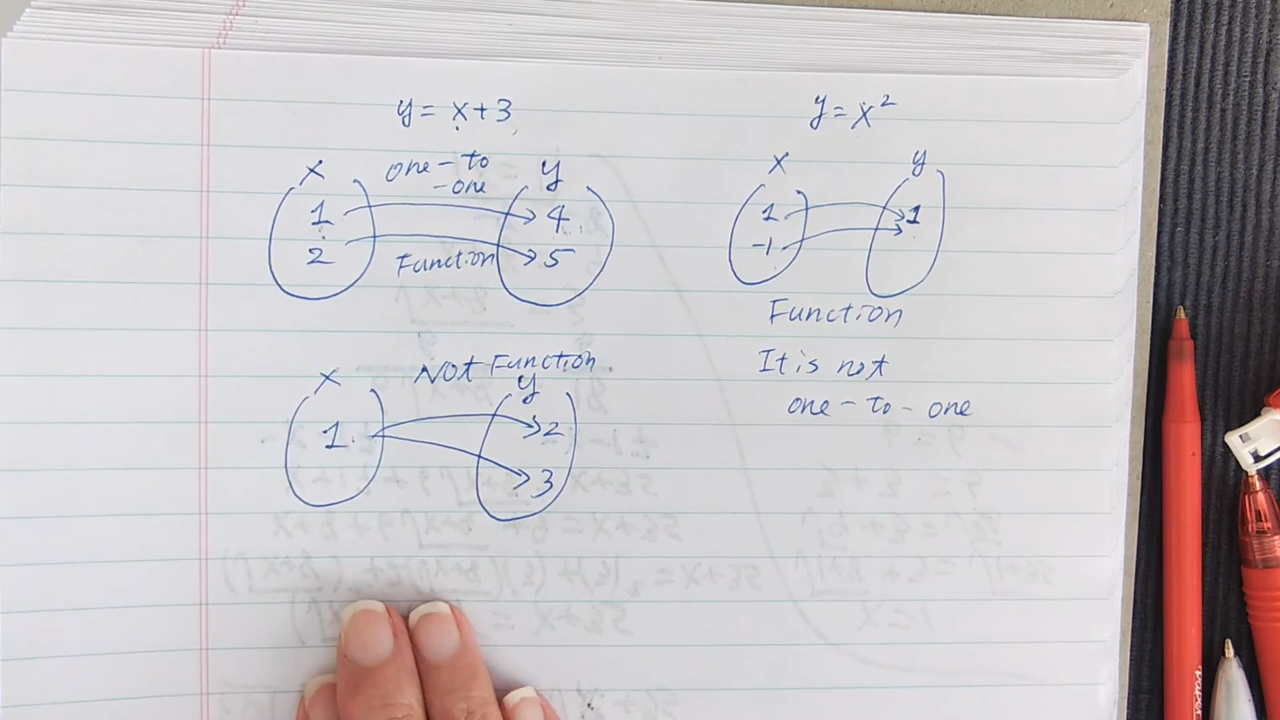 y = x + 3
x one-to y
-one
1 4
2 Function 5
y = x²
x y
1 1
-1
Function
It is not
one-to-one
Not Function.
x y
1 2
3